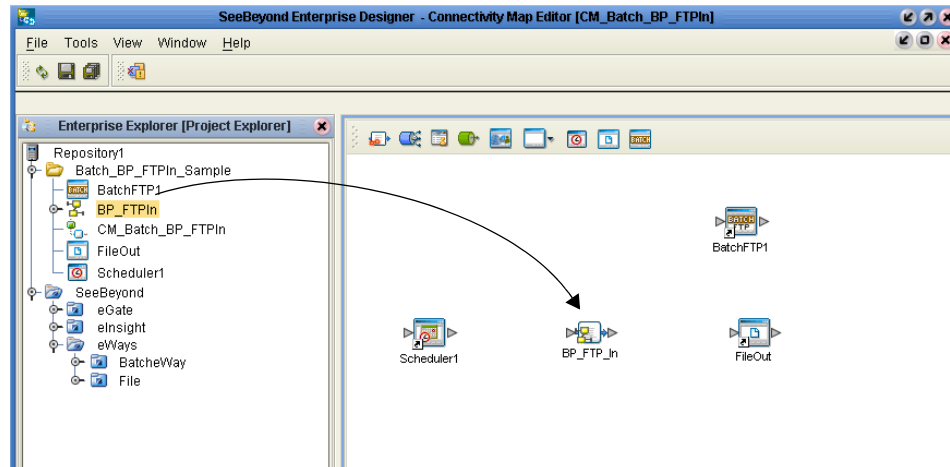 SeeBeyond Enterprise Designer - Connectivity Map Editor [CM_Batch_BP_FTPIn]
File Tools View Window Help
Enterprise Explorer [Project Explorer]
Repository1
Batch_BP_FTPIn_Sample
BATCH BatchFTP1
BP_FTPIn
CM_Batch_BP_FTPIn
FileOut
Scheduler1
SeeBeyond
eGate
eInsight
eWays
BatcheWay
File
BATCH
BATCH
FTP
BatchFTP1
Scheduler1
BP_FTP_In
FileOut